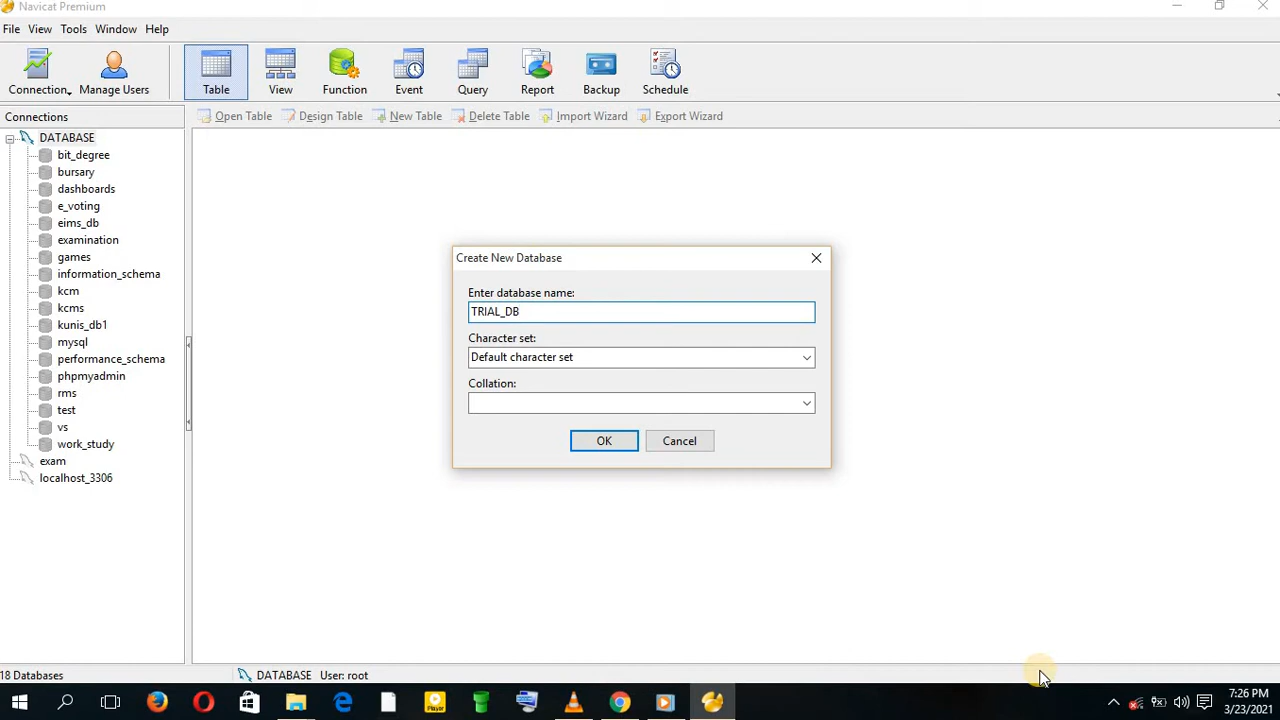 Navicat Premium
File View Tools Window Help
Connection Manage Users Table View Function Event Query Report Backup Schedule
Connections
Open Table Design Table New Table Delete Table Import Wizard Export Wizard
DATABASE
bit_degree
bursary
dashboards
e_voting
eims_db
examination
games
information_schema
kcm
kcms
kunis_db1
mysql
performance_schema
phpmyadmin
rms
test
vs
work_study
exam
localhost_3306
Create New Database
Enter database name:
TRIAL_DB
Character set:
Default character set
Collation:
OK Cancel
18 Databases DATABASE User: root
Player
7:26 PM
3/23/2021